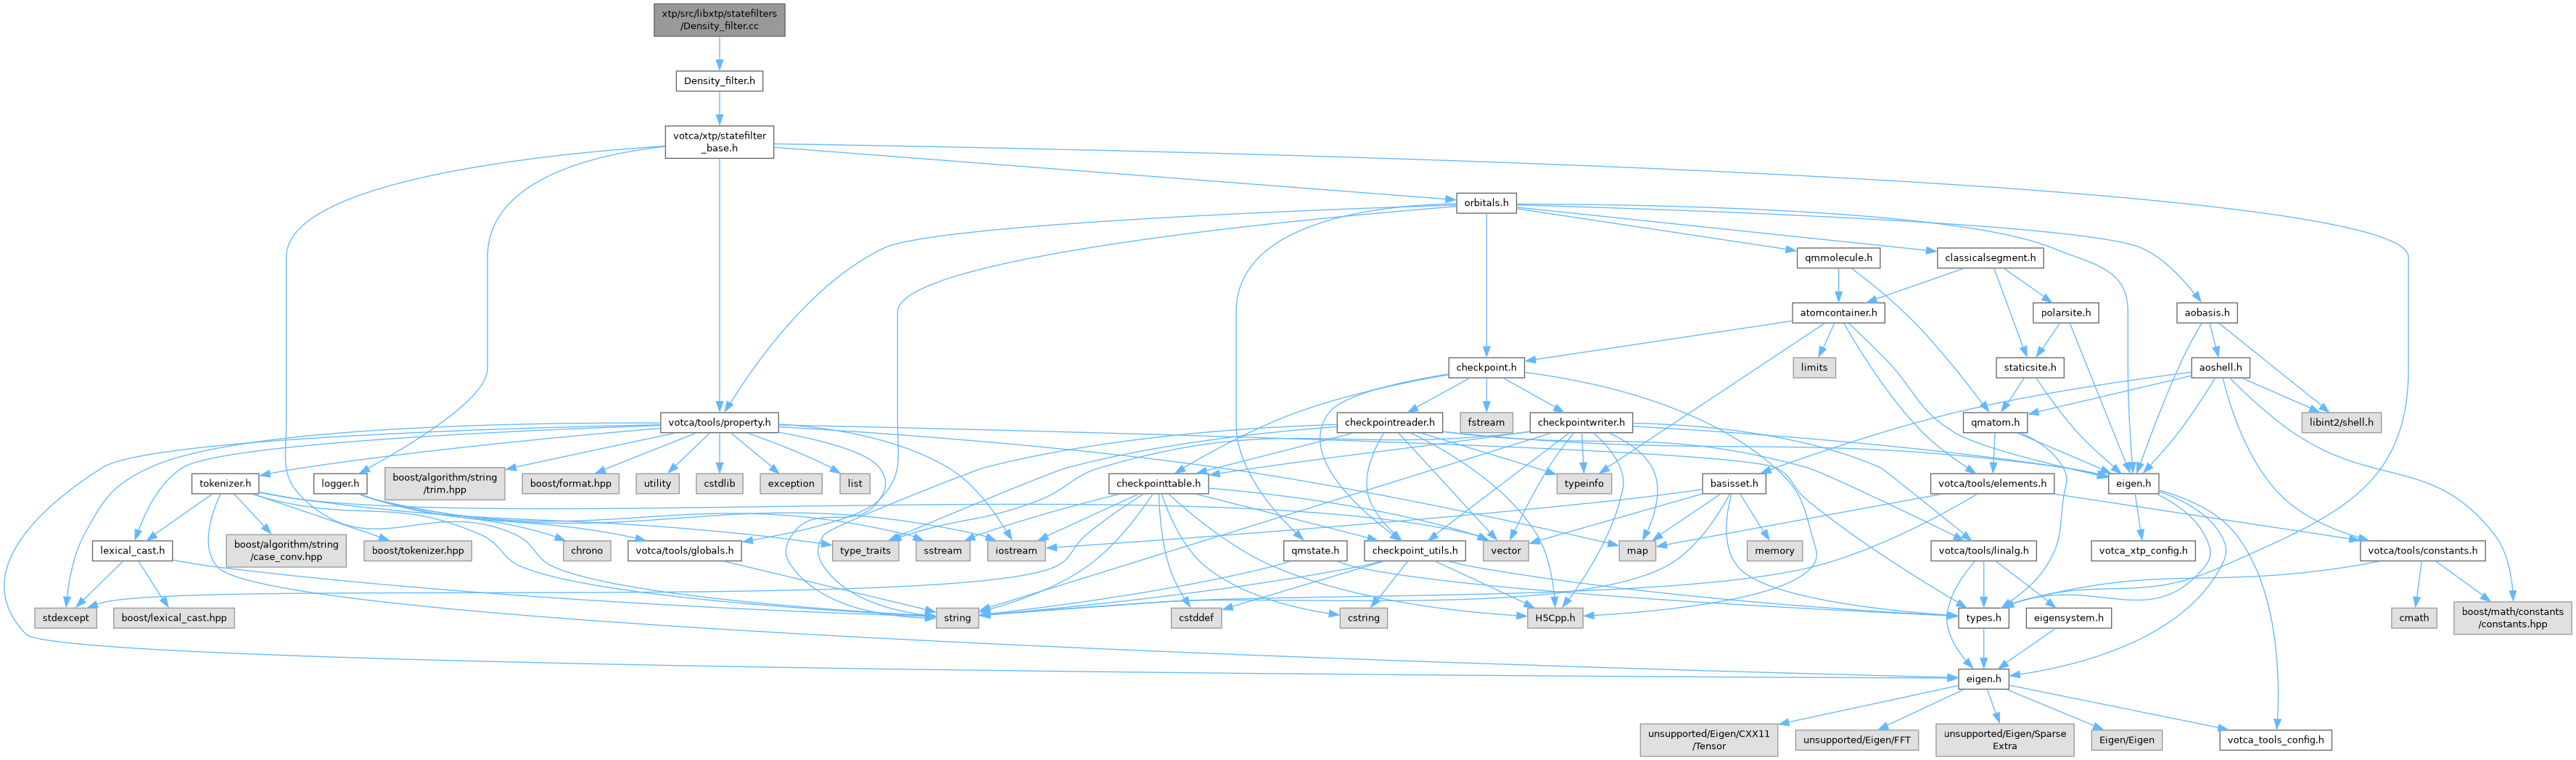 xtp/src/libxtp/statefilters
/Density_filter.cc
Density_filter.h
votca/xtp/statefilter
_base.h
orbitals.h
qmmolecule.h
classicalsegment.h
atomcontainer.h
polarsite.h
aobasis.h
checkpoint.h
limits
staticsite.h
aoshell.h
votca/tools/property.h
checkpointreader.h
fstream
checkpointwriter.h
qmatom.h
libint2/shell.h
tokenizer.h
logger.h
boost/algorithm/string
/trim.hpp
boost/format.hpp
utility
cstdlib
exception
list
checkpointtable.h
typeinfo
basisset.h
votca/tools/elements.h
eigen.h
lexical_cast.h
boost/algorithm/string
/case_conv.hpp
boost/tokenizer.hpp
chrono
votca/tools/globals.h
type_traits
sstream
iostream
qmstate.h
checkpoint_utils.h
vector
map
memory
votca/tools/linalg.h
votca_xtp_config.h
votca/tools/constants.h
stdexcept
boost/lexical_cast.hpp
string
cstddef
cstring
H5Cpp.h
types.h
eigensystem.h
cmath
boost/math/constants
/constants.hpp
eigen.h
unsupported/Eigen/CXX11
/Tensor
unsupported/Eigen/FFT
unsupported/Eigen/Sparse
Extra
Eigen/Eigen
votca_tools_config.h